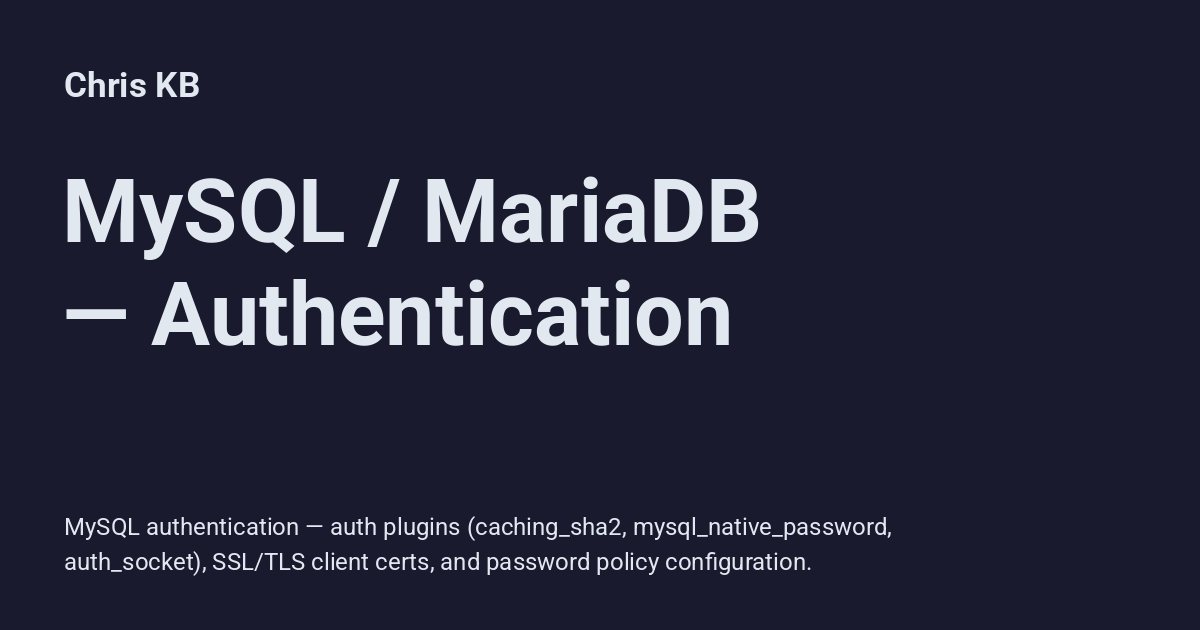 Chris KB
MySQL / MariaDB
— Authentication
MySQL authentication — auth plugins (caching_sha2, mysql_native_password,
auth_socket), SSL/TLS client certs, and password policy configuration.